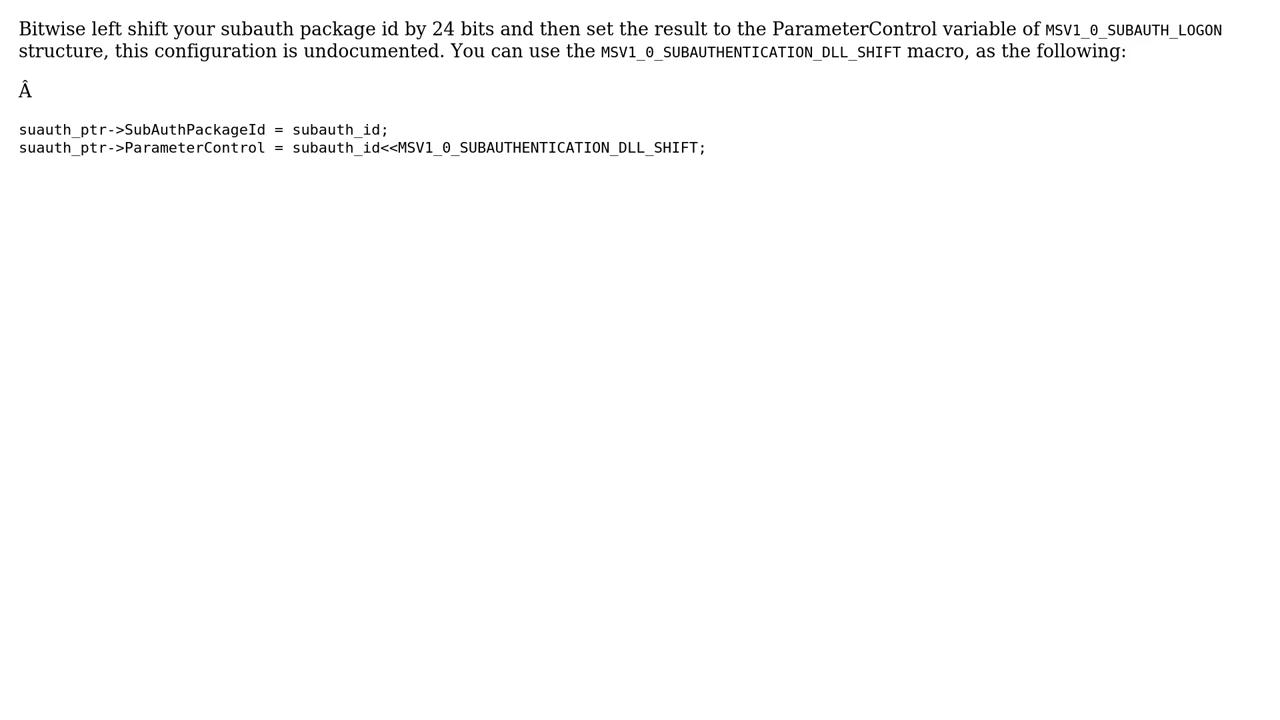 Bitwise left shift your subauth package id by 24 bits and then set the result to the ParameterControl variable of MSV1_0_SUBAUTH_LOGON
structure, this configuration is undocumented. You can use the MSV1_0_SUBAUTHENTICATION_DLL_SHIFT macro, as the following:
Â
suauth_ptr->SubAuthPackageId = subauth_id;
suauth_ptr->ParameterControl = subauth_id<<MSV1_0_SUBAUTHENTICATION_DLL_SHIFT;